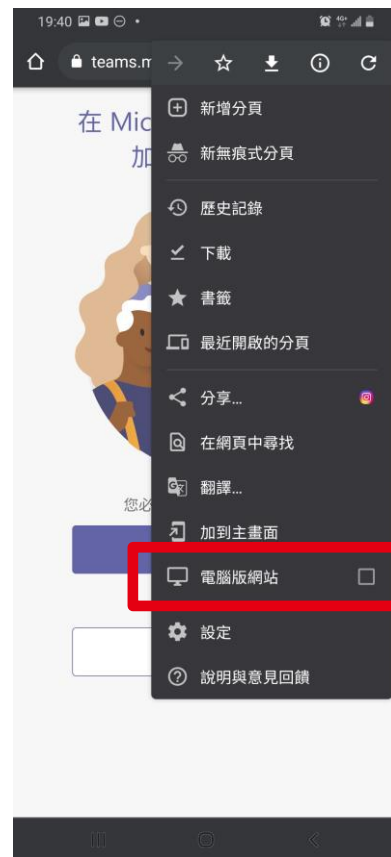 19:40
4G+
teams.m
在 Mic
加
您必
新增分頁
新無痕式分頁
歷史記錄
下載
書籤
最近開啟的分頁
分享...
在網頁中尋找
翻譯...
加到主畫面
電腦版網站
設定
說明與意見回饋